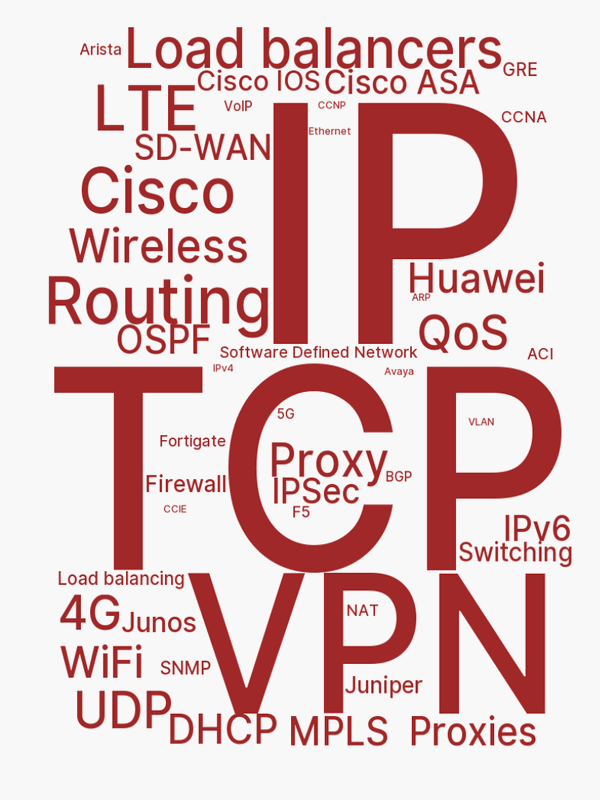 Arista
Load balancers
GRE
Cisco IOS
Cisco ASA
LTE
VoIP
CCNP
CCNA
IP
Ethernet
SD-WAN
Cisco
Wireless
Huawei
ARP
Routing
QoS
OSPF
Software Defined Network
ACI
IPv4
Avaya
TCP
5G
VLAN
Fortigate
Proxy
BGP
Firewall
IPSec
CCIE
F5
IPv6
Switching
Load balancing
VPN
4G
Junos
NAT
WiFi
SNMP
Juniper
UDP
DHCP
MPLS
Proxies